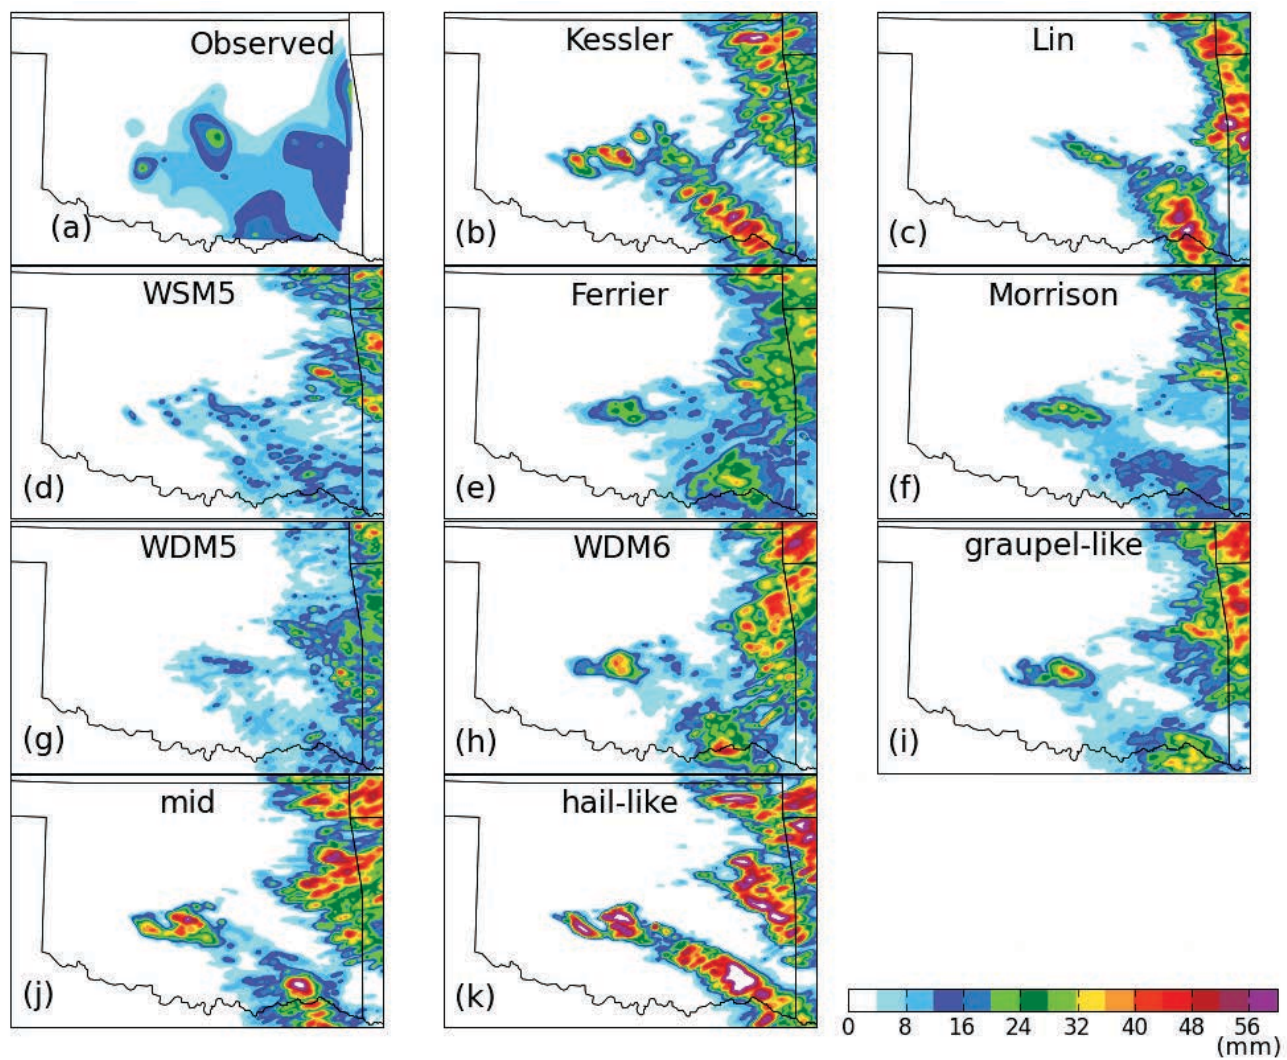 Observed
(a)
Kessler
(b)
Lin
(c)
WSM5
(d)
Ferrier
(e)
Morrison
(f)
WDM5
(g)
WDM6
(h)
graupel-like
(i)
mid
(j)
hail-like
(k)
0 8 16 24 32 40 48 56
(mm)